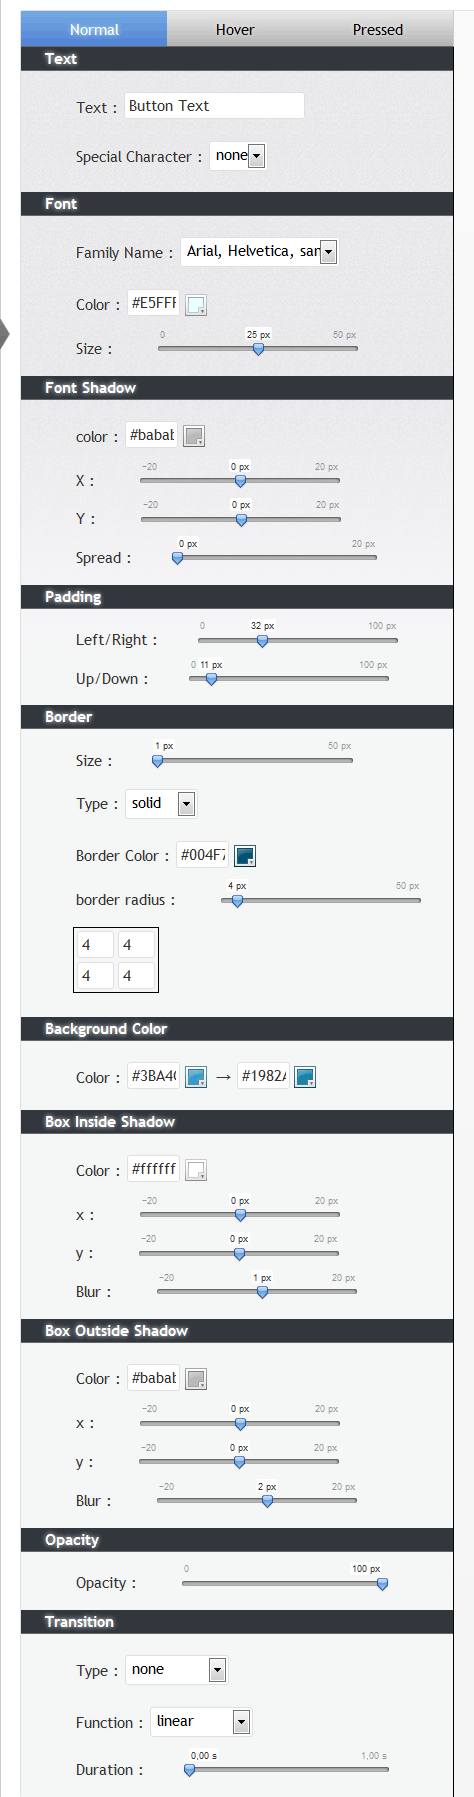 Normal Hover Pressed
Text
Text : Button Text
Special Character : none
Font
Family Name : Arial, Helvetica, san
Color : #E5FFF
0 25 px 50 px
Size :
Font Shadow
color : #babab
-20 0 px 20 px
X :
-20 0 px 20 px
Y :
0 px 20 px
Spread :
Padding
0 32 px 100 px
Left/Right :
0 11 px 100 px
Up/Down :
Border
1 px 50 px
Size :
Type : solid
Border Color : #004F7
4 px 50 px
border radius :
4 4
4 4
Background Color
Color : #3BA4C → #1982A
Box Inside Shadow
Color : #ffffff
-20 0 px 20 px
x :
-20 0 px 20 px
y :
-20 1 px 20 px
Blur :
Box Outside Shadow
Color : #babab
-20 0 px 20 px
x :
-20 0 px 20 px
y :
-20 2 px 20 px
Blur :
Opacity
0 100 px
Opacity :
Transition
Type : none
Function : linear
0,00 s 1,00 s
Duration :